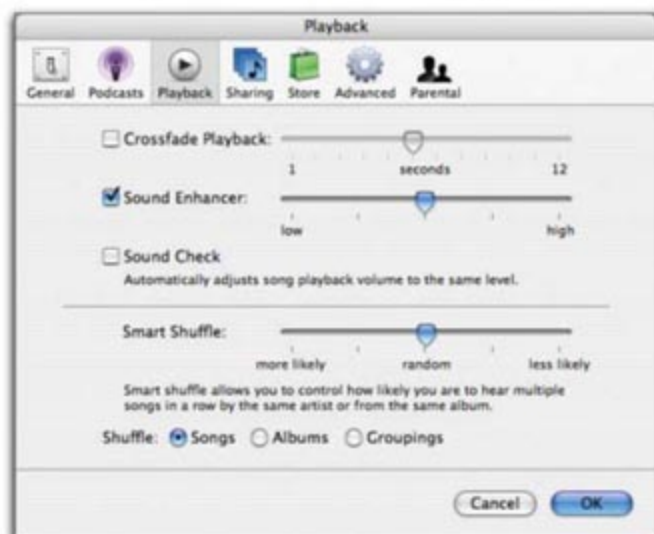 Playback
General Podcasts Playback Sharing Store Advanced Parental
Crossfade Playback:
1 seconds 12
Sound Enhancer:
low high
Sound Check
Automatically adjusts song playback volume to the same level.
Smart Shuffle:
more likely random less likely
Smart shuffle allows you to control how likely you are to hear multiple
songs in a row by the same artist or from the same album.
Shuffle: Songs Albums Groupings
Cancel OK